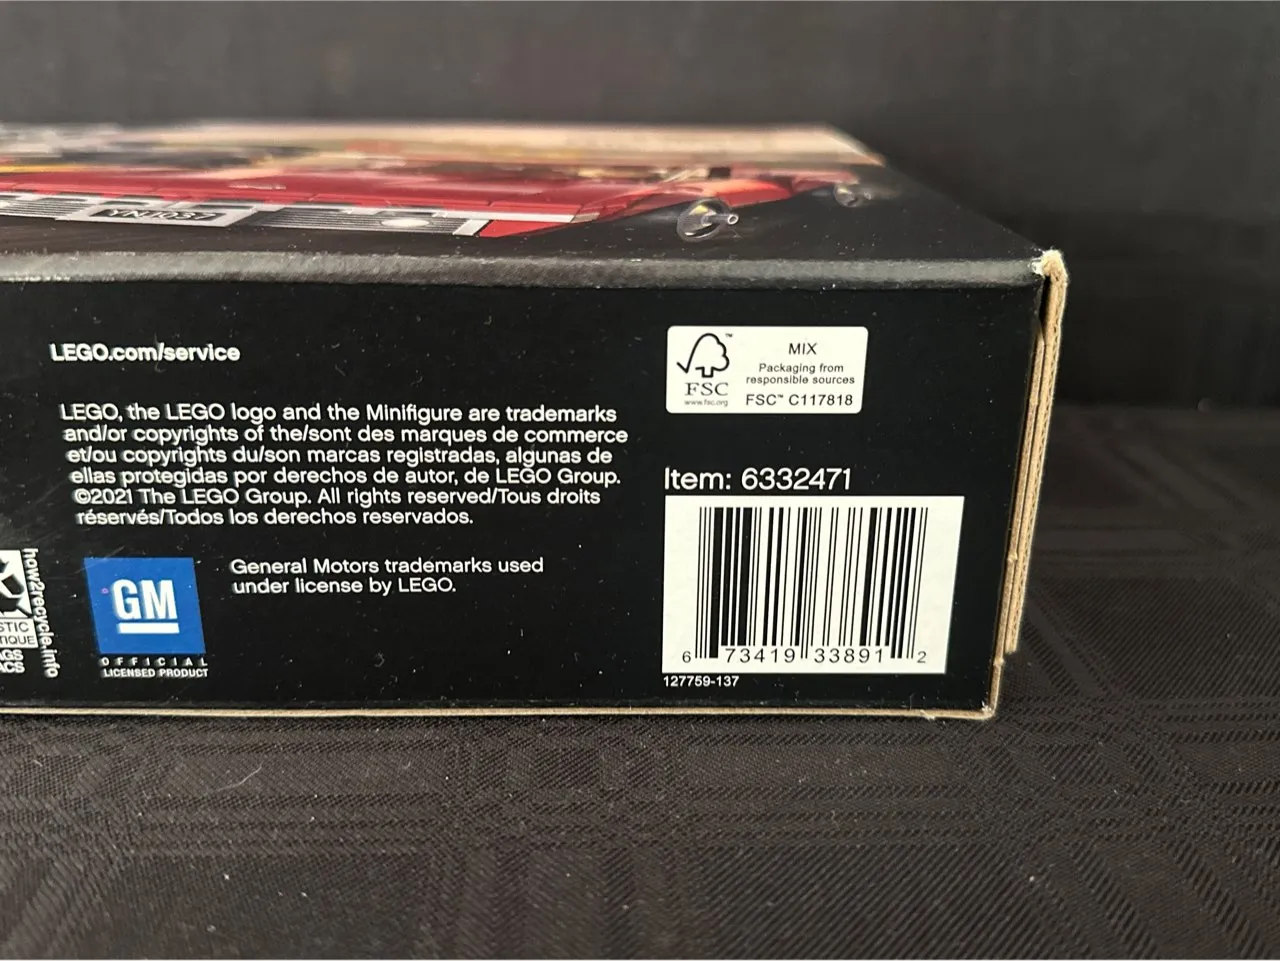 LEGO.com/service
LEGO, the LEGO logo and the Minifigure are trademarks
and/or copyrights of the/sont des marques de commerce
et/ou copyrights du/son marcas registradas, algunas de
ellas protegidas por derechos de autor, de LEGO Group.
©2021 The LEGO Group. All rights reserved/Tous droits
réservés/Todos los derechos reservados.
how2recycle.info
GM
OFFICIAL
LICENSED PRODUCT
General Motors trademarks used
under license by LEGO.
FSC
www.fsc.org
MIX
Packaging from
responsible sources
FSC™ C117818
Item: 6332471
6 73419 33891 2
127759-137